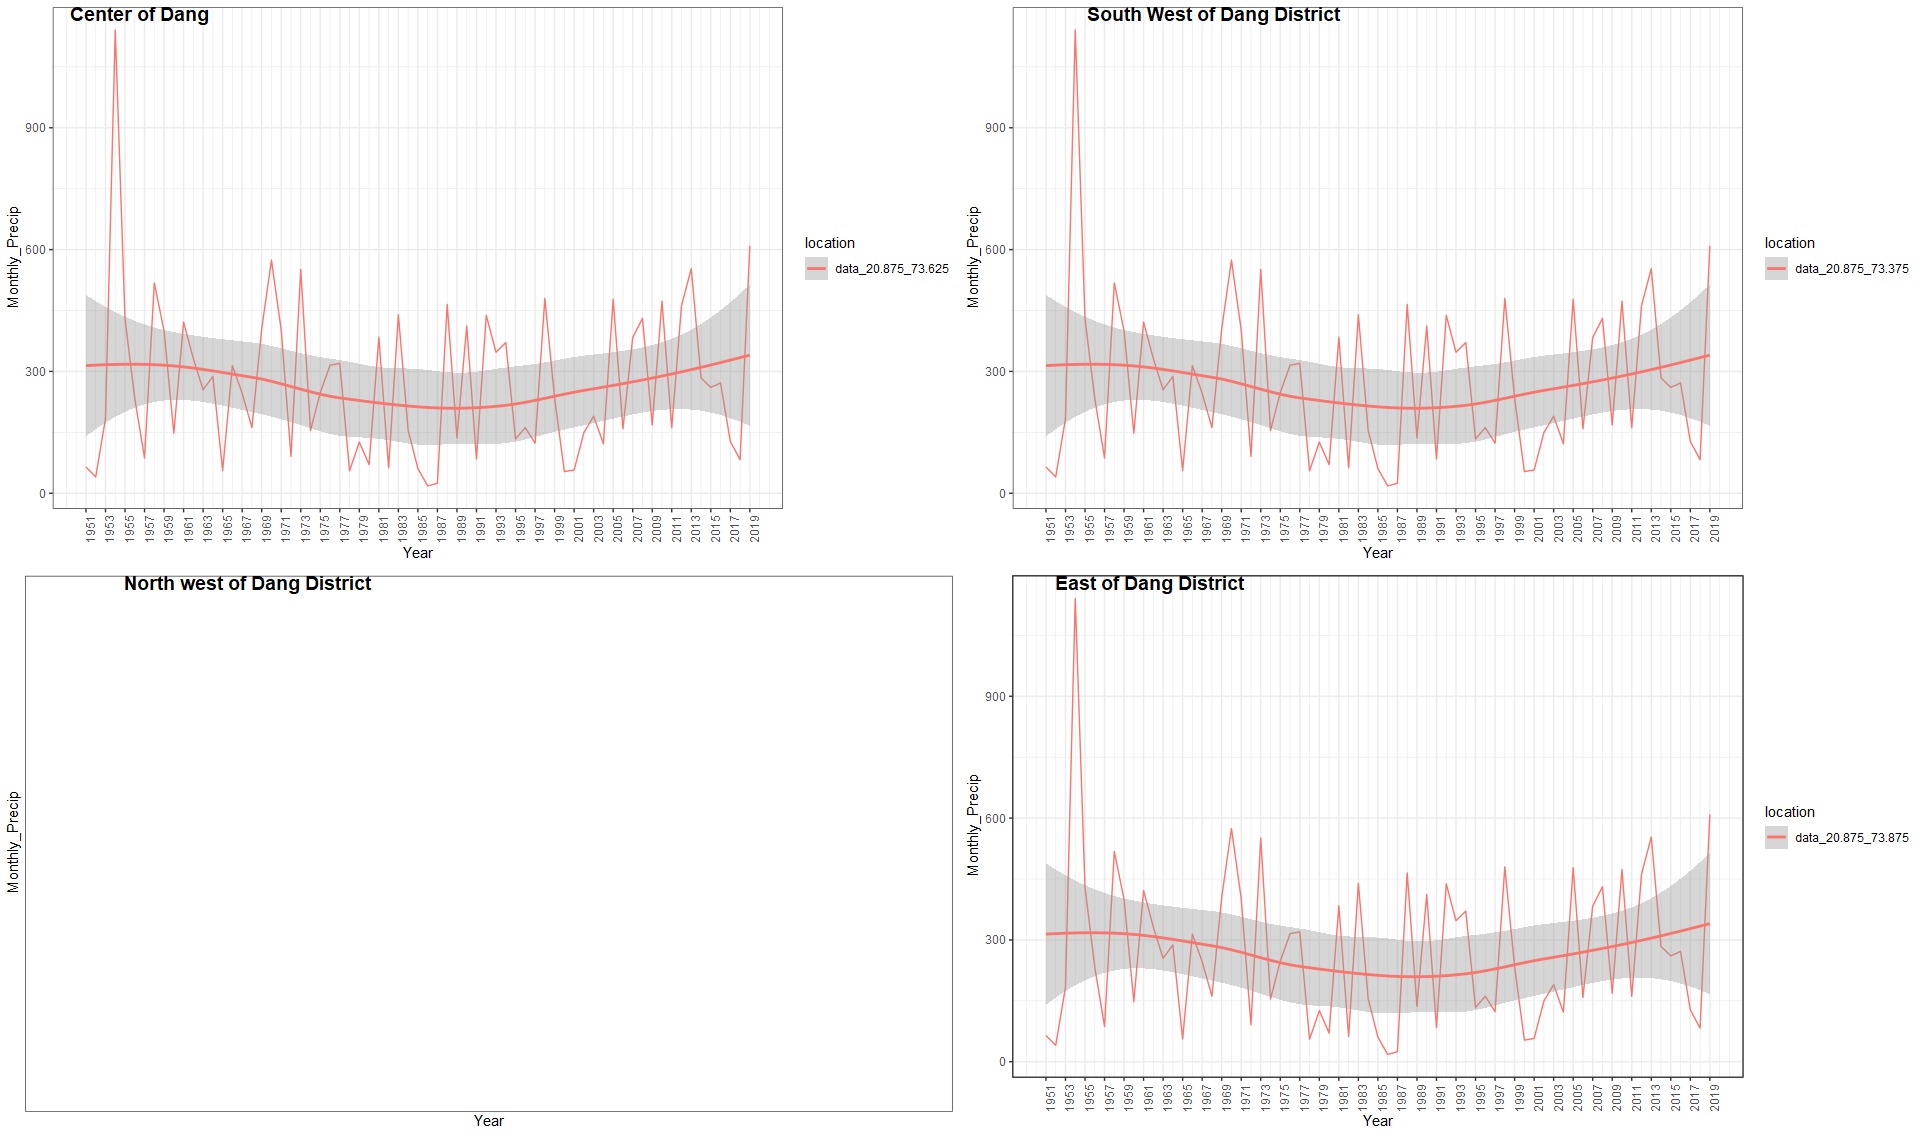 Center of Dang
Monthly_Precip
900
600
300
0
1951 1953 1955 1957 1959 1961 1963 1965 1967 1969 1971 1973 1975 1977 1979 1981 1983 1985 1987 1989 1991 1993 1995 1997 1999 2001 2003 2005 2007 2009 2011 2013 2015 2017 2019
Year
location
data_20.875_73.625
South West of Dang District
Monthly_Precip
900
600
300
0
1951 1953 1955 1957 1959 1961 1963 1965 1967 1969 1971 1973 1975 1977 1979 1981 1983 1985 1987 1989 1991 1993 1995 1997 1999 2001 2003 2005 2007 2009 2011 2013 2015 2017 2019
Year
location
data_20.875_73.375
North west of Dang District
Monthly_Precip
Year
East of Dang District
Monthly_Precip
900
600
300
0
1951 1953 1955 1957 1959 1961 1963 1965 1967 1969 1971 1973 1975 1977 1979 1981 1983 1985 1987 1989 1991 1993 1995 1997 1999 2001 2003 2005 2007 2009 2011 2013 2015 2017 2019
Year
location
data_20.875_73.875